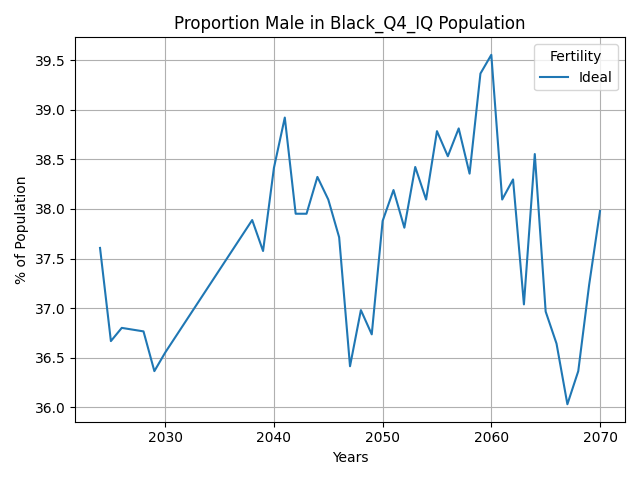 Proportion Male in Black_Q4_IQ Population
Fertility
Ideal
% of Population
39.5
39.0
38.5
38.0
37.5
37.0
36.5
36.0
2030 2040 2050 2060 2070
Years